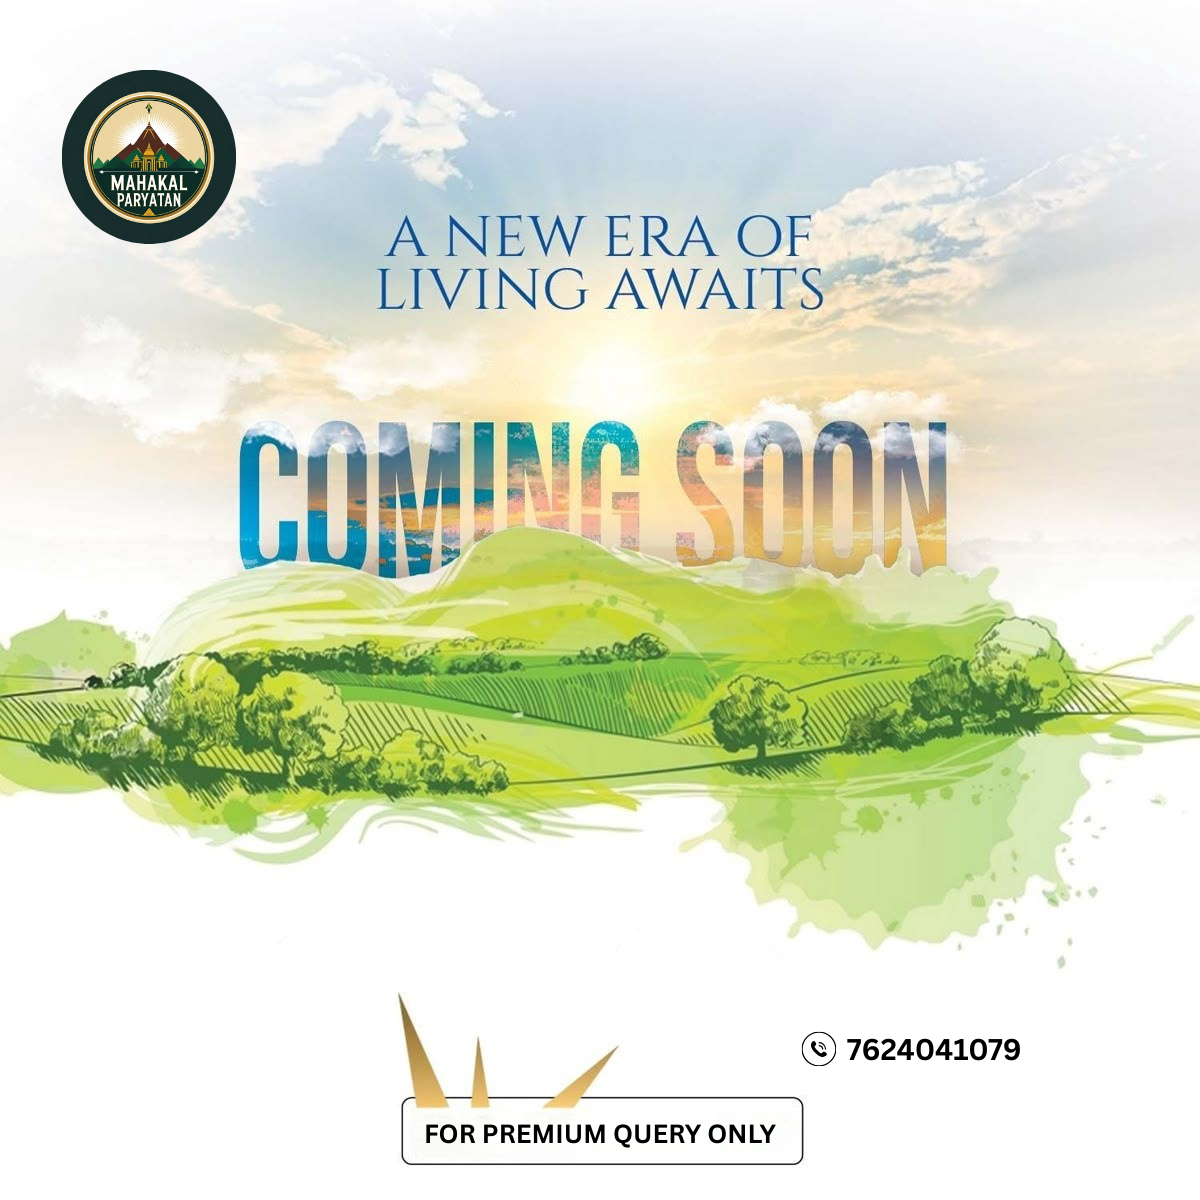 MAHAKAL
PARYATAN
A NEW ERA OF
LIVING AWAITS
COMING SOON
7624041079
FOR PREMIUM QUERY ONLY